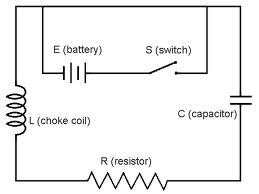 E (battery) S (switch)
L (choke coil)
C (capacitor)
R (resistor)